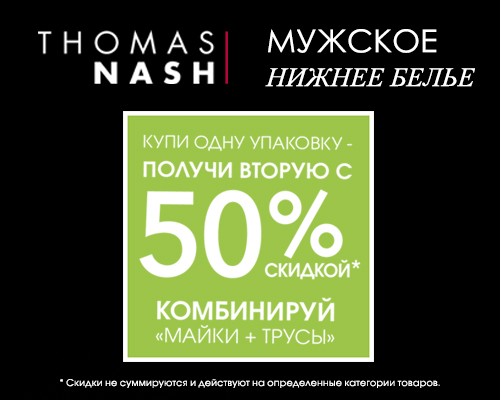 THOMAS
NASH
МУЖСКОЕ
НИЖНЕЕ БЕЛЬЕ
КУПИ ОДНУ УПАКОВКУ -
ПОЛУЧИ ВТОРУЮ С
50%
СКИДКОЙ*
КОМБИНИРУЙ
«МАЙКИ + ТРУСЫ»
* Скидки не суммируются и действуют на определенные категории товаров.